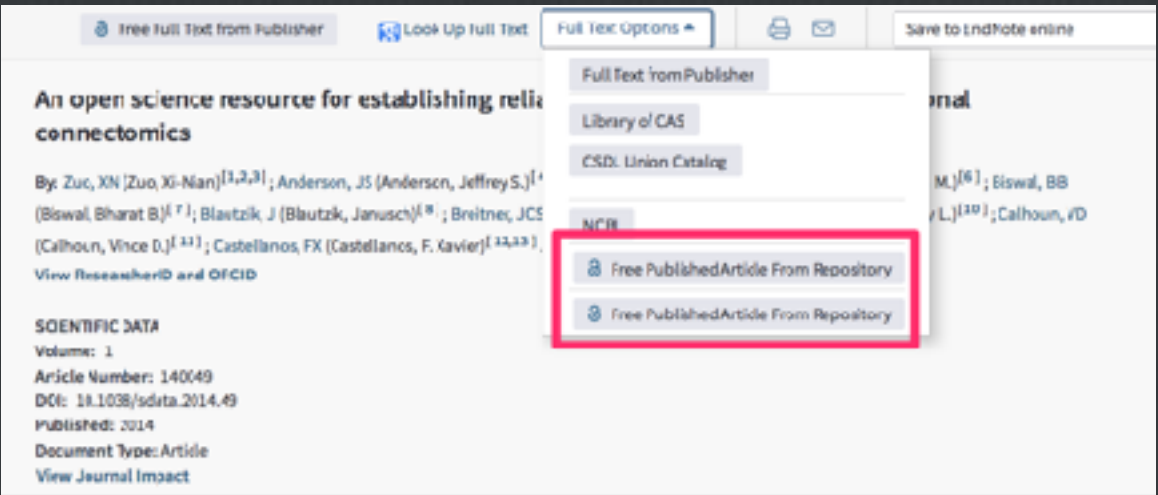 Free Full Text from Publisher
Look Up Full Text
Full Text Options
Save to EndNote online
Full Text from Publisher
Library of CAS
CSDL Union Catalog
NCBI
Free Published Article From Repository
Free Published Article From Repository
An open science resource for establishing relia onal
connectomics
By: Zuo, XN (Zuo, Xi-Nian)[1,2,3] ; Anderson, JS (Anderson, Jeffrey S.)[ M.)[6] ; Biswal, BB
(Biswal, Bharat B.)[7] ; Blautzik, J (Blautzik, Janusch)[8] ; Breitner, JCS L.)[10] ; Calhoun, VD
(Calhoun, Vince D.)[11] ; Castellanos, FX (Castellanos, F. Xavier)[12,13]
View ResearcherID and ORCID
SCIENTIFIC DATA
Volume: 1
Article Number: 140049
DOI: 10.1038/sdata.2014.49
Published: 2014
Document Type: Article
View Journal Impact